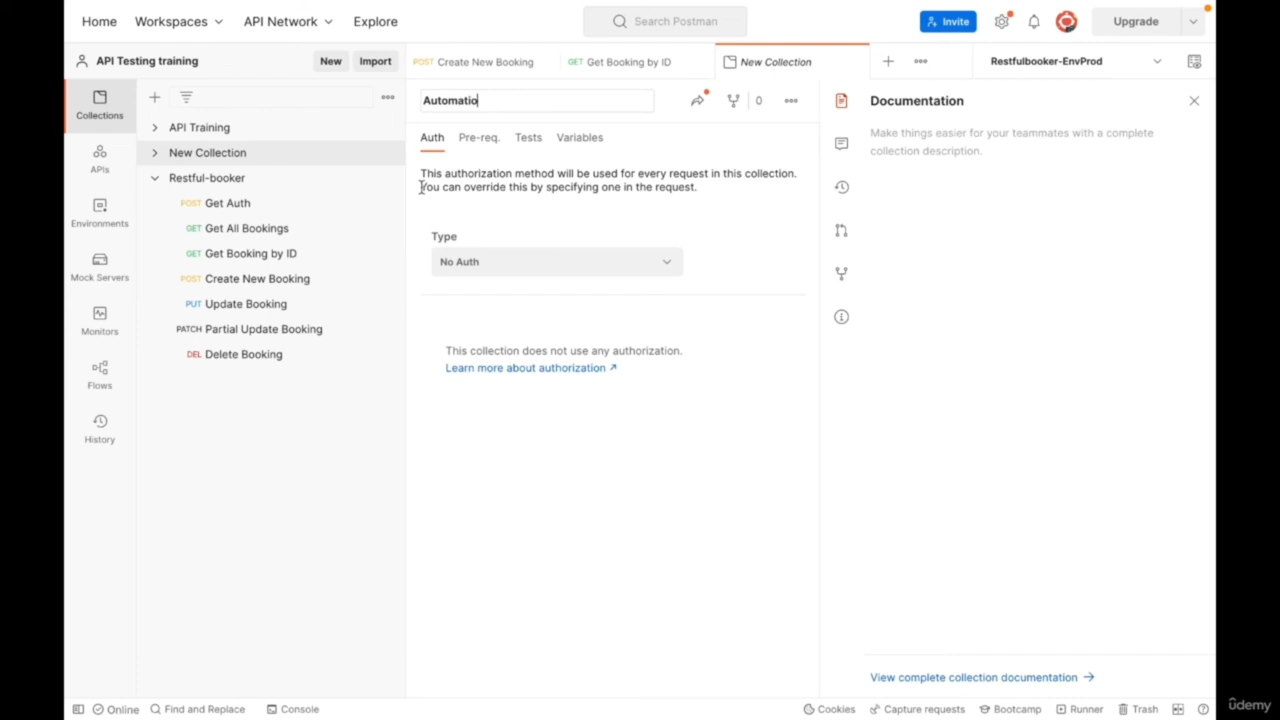 Home Workspaces API Network Explore Search Postman Invite Upgrade
API Testing training New Import POST Create New Booking GET Get Booking by ID New Collection Restfulbooker-EnvProd
Automatio 0 Documentation
Collections
Auth Pre-req. Tests Variables
Make things easier for your teammates with a complete
collection description.
API Training
New Collection
Restful-booker
POST Get Auth
GET Get All Bookings
GET Get Booking by ID
POST Create New Booking
PUT Update Booking
PATCH Partial Update Booking
DEL Delete Booking
APIs
Environments
Mock Servers
Monitors
Flows
History
This authorization method will be used for every request in this collection.
You can override this by specifying one in the request.
Type
No Auth
This collection does not use any authorization.
Learn more about authorization ↗
View complete collection documentation →
Online Find and Replace Console Cookies Capture requests Bootcamp Runner Trash
ûdemy